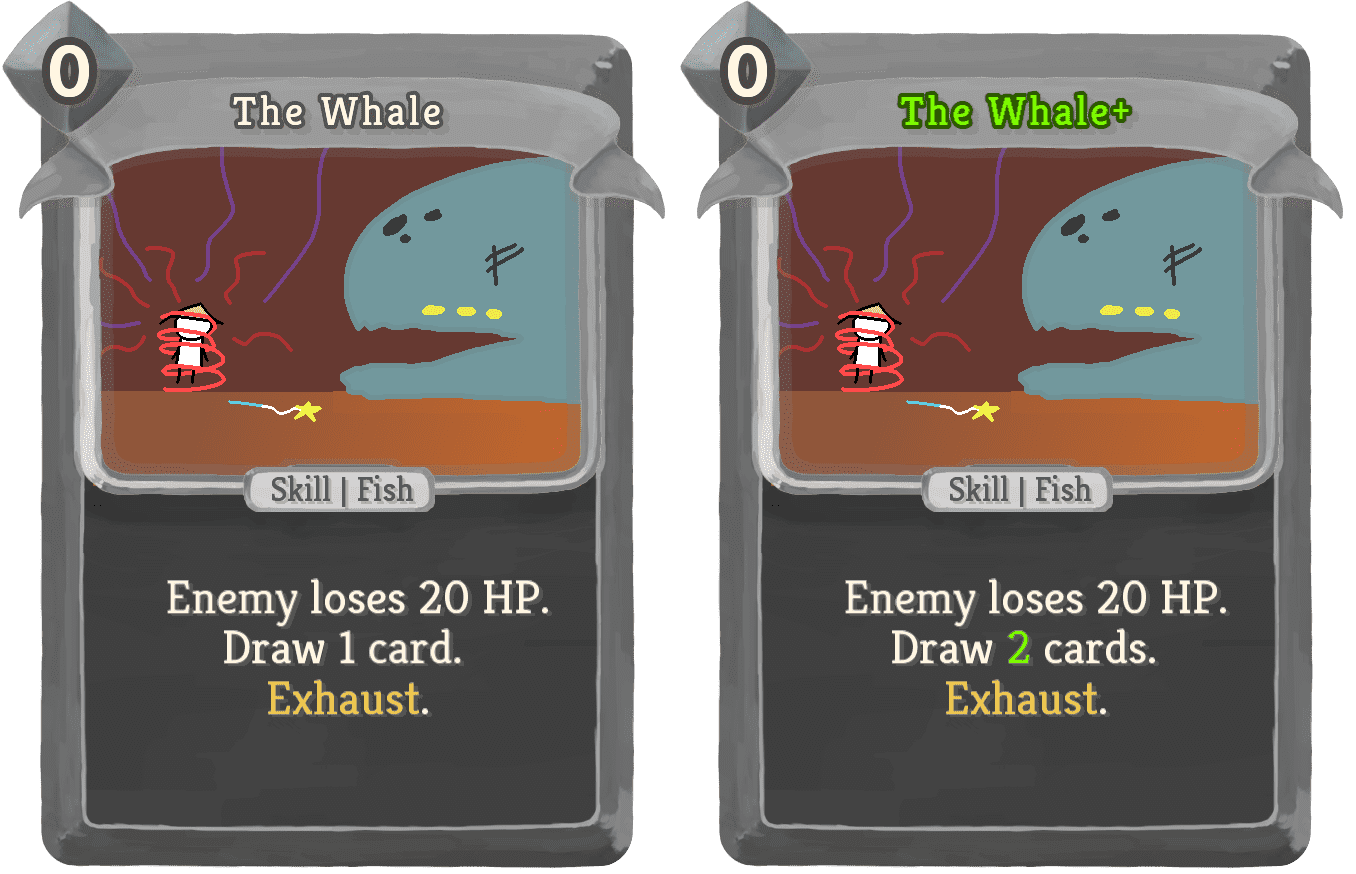 0
The Whale
Skill | Fish
Enemy loses 20 HP.
Draw 1 card.
Exhaust.
0
The Whale+
Skill | Fish
Enemy loses 20 HP.
Draw 2 cards.
Exhaust.